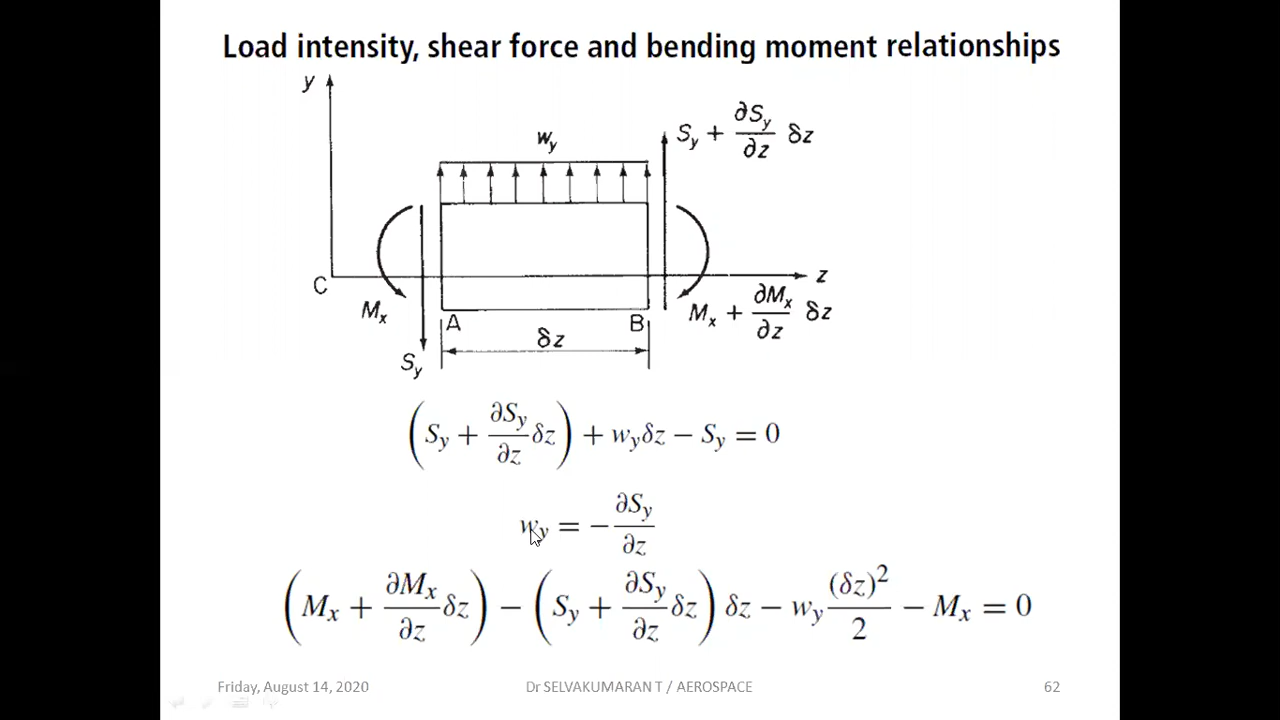 Load intensity, shear force and bending moment relationships
y
w_y
S_y + ∂S_y/∂z δz
C
z
M_x
A
B
M_x + ∂M_x/∂z δz
δz
S_y
(S_y + ∂S_y/∂z δz) + w_yδz − S_y = 0
w_y = −∂S_y/∂z
(M_x + ∂M_x/∂z δz) − (S_y + ∂S_y/∂z δz) δz − w_y (δz)²/2 − M_x = 0
Friday, August 14, 2020
Dr SELVAKUMARAN T / AEROSPACE
62